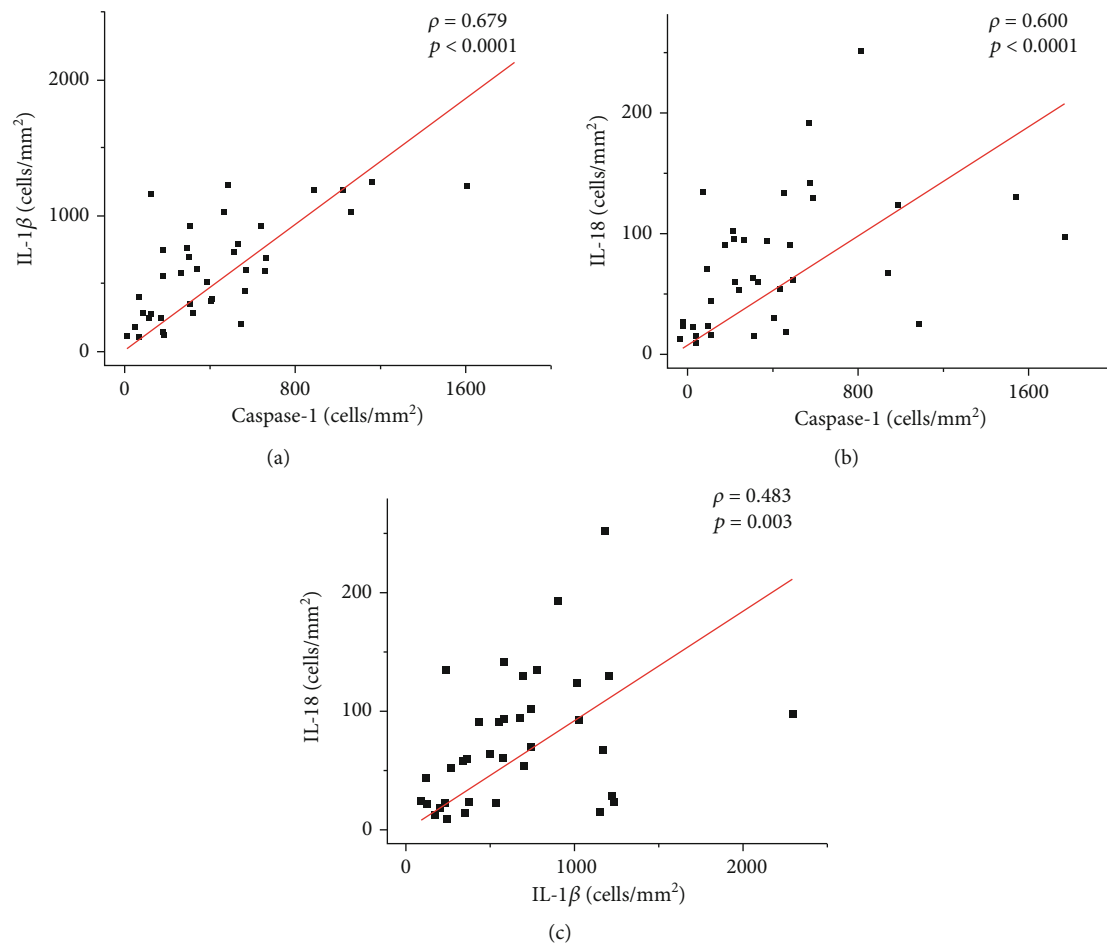 ρ = 0.679
p < 0.0001
2000
1000
0
IL-1β (cells/mm²)
0
800
1600
Caspase-1 (cells/mm²)
(a)
ρ = 0.600
p < 0.0001
200
100
0
IL-18 (cells/mm²)
0
800
1600
Caspase-1 (cells/mm²)
(b)
ρ = 0.483
p = 0.003
200
100
0
IL-18 (cells/mm²)
0
1000
2000
IL-1β (cells/mm²)
(c)